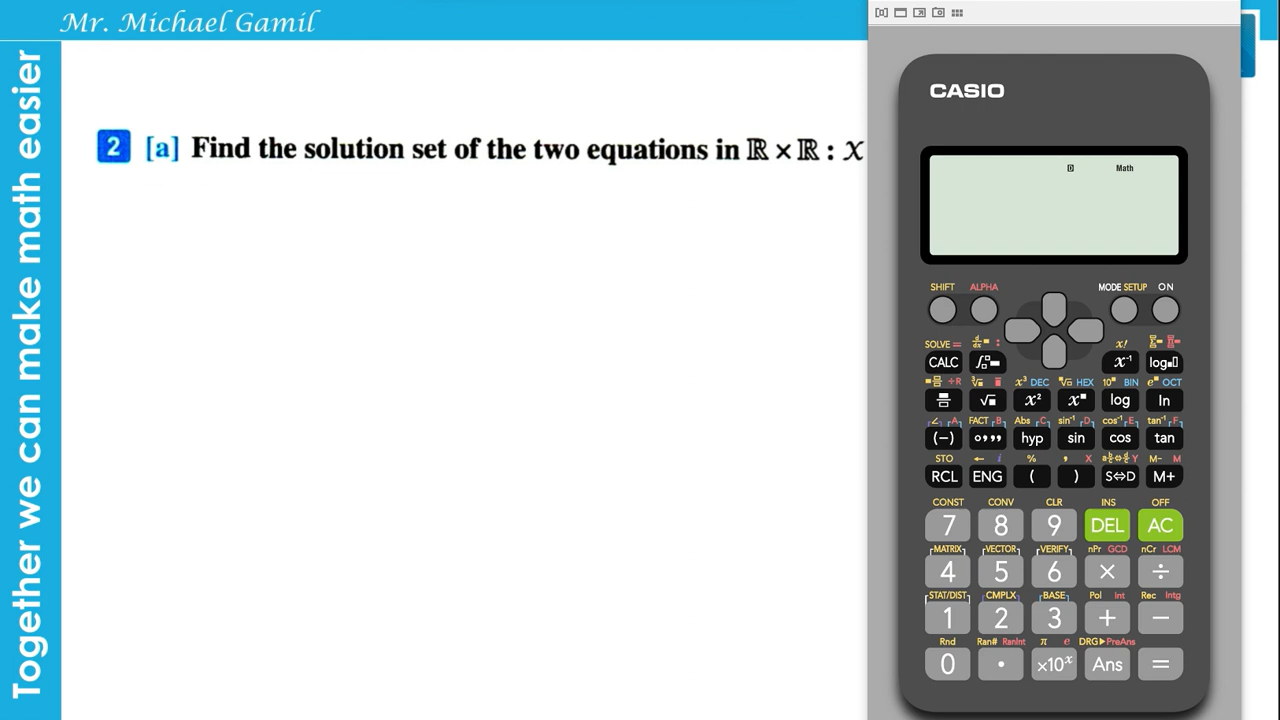 Mr. Michael Gamil
Together we can make math easier
2 [a] Find the solution set of the two equations in ℝ × ℝ : X
CASIO
D Math
SHIFT ALPHA MODE SETUP ON
SOLVE = d/dx : x!
CALC x⁻¹ log
÷R x³ DEC HEX 10 BIN e OCT
√ x² x log ln
∠ A FACT B Abs C sin⁻¹ D cos⁻¹ E tan⁻¹ F
(−) °,,, hyp sin cos tan
STO ← i % , X Y M− M
RCL ENG ( ) S⇔D M+
CONST CONV CLR INS OFF
7 8 9 DEL AC
MATRIX VECTOR VERIFY nPr GCD nCr LCM
4 5 6 × ÷
STAT/DIST CMPLX BASE Pol Int Rec Intg
1 2 3 + −
Rnd Ran# RanInt π e DRG▶ PreAns
0 . ×10ˣ Ans =